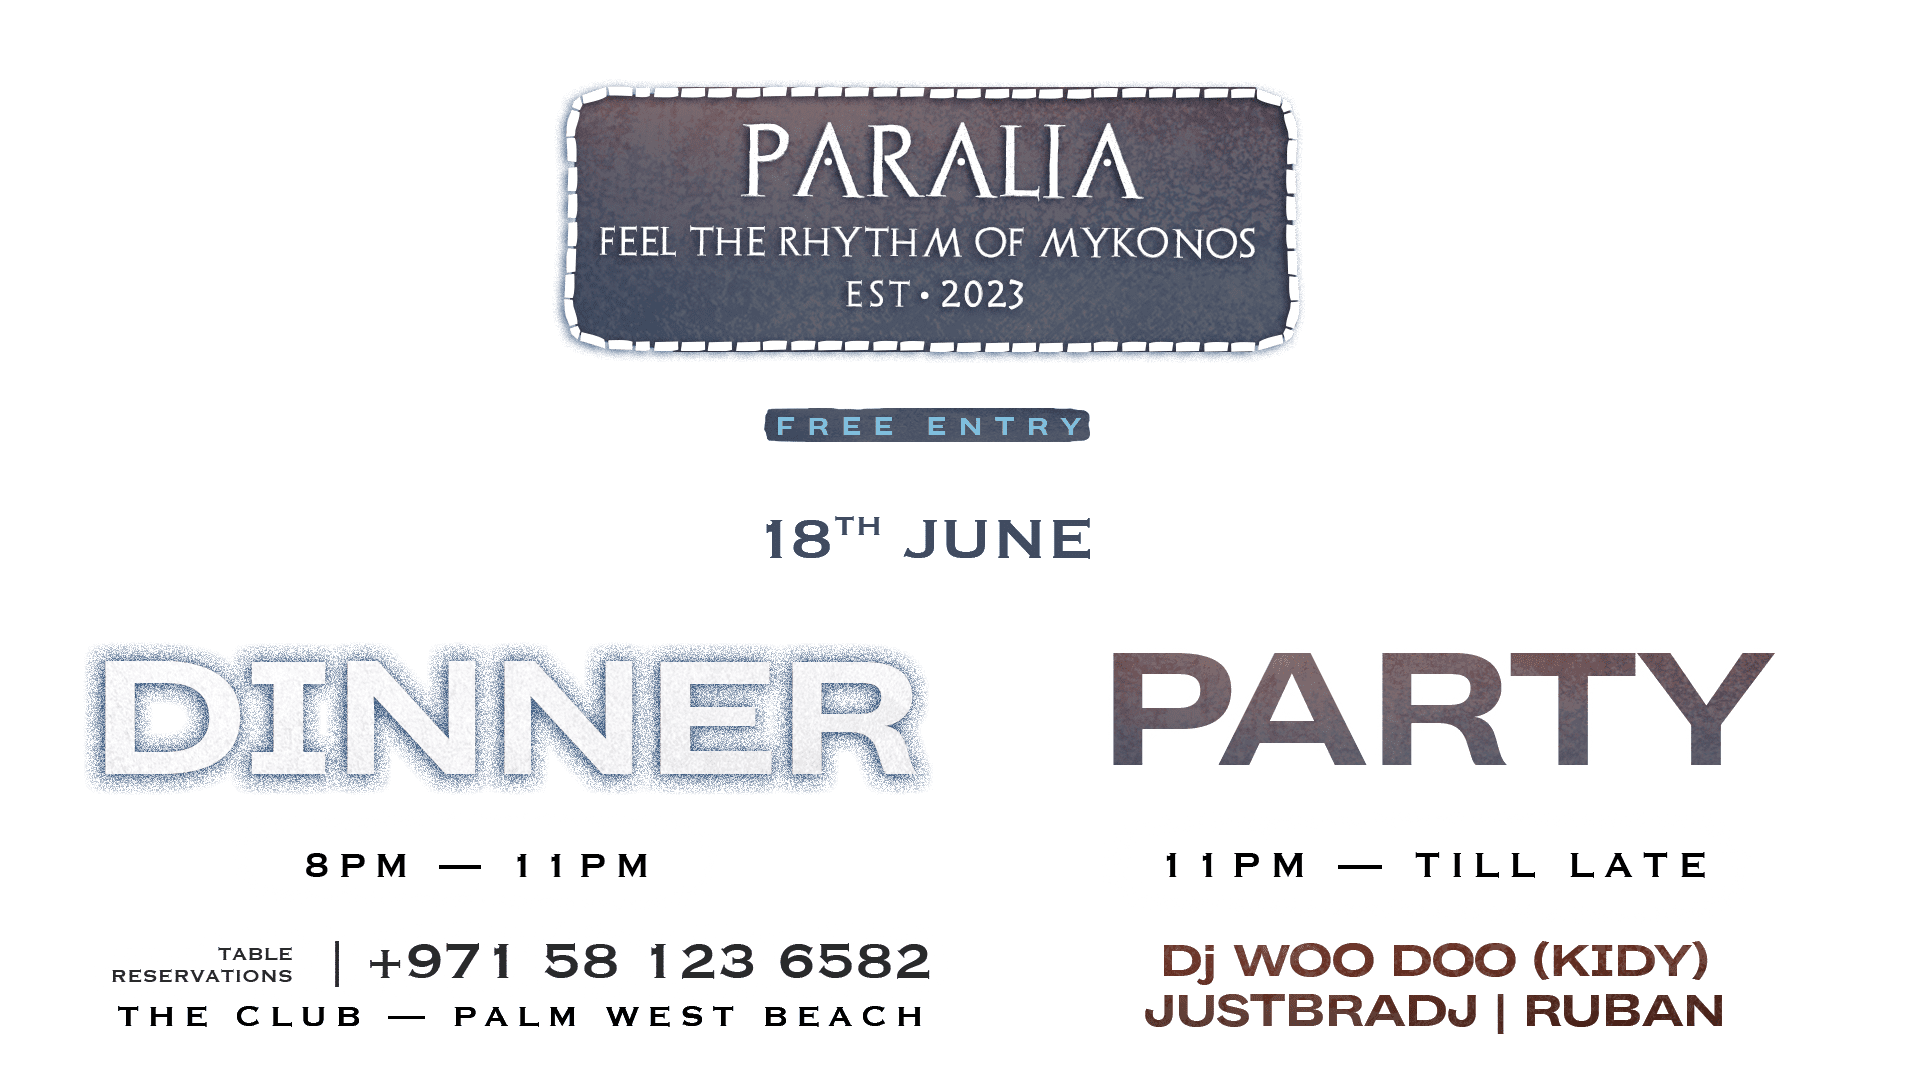 PARALIA
FEEL THE RHYTHM OF MYKONOS
EST • 2023
FREE ENTRY
18TH JUNE
DINNER
8PM — 11PM
TABLE
RESERVATIONS | +971 58 123 6582
THE CLUB — PALM WEST BEACH
PARTY
11PM — TILL LATE
Dj WOO DOO (KIDY)
JUSTBRADJ | RUBAN